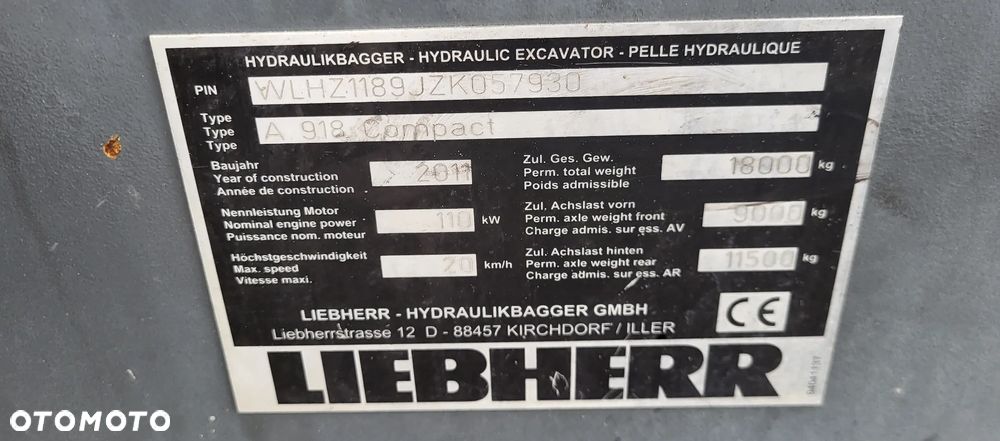 HYDRAULIKBAGGER - HYDRAULIC EXCAVATOR - PELLE HYDRAULIQUE
PIN WLHZ1189JZK057930
Type
Type A 918 Compact
Type
Baujahr
Year of construction 2011
Année de construction
Nennleistung Motor
Nominal engine power 110 kW
Puissance nom. moteur
Höchstgeschwindigkeit
Max. speed 20 km/h
Vitesse maxi.
Zul. Ges. Gew.
Perm. total weight 18000 kg
Poids admissible
Zul. Achslast vorn
Perm. axle weight front 9000 kg
Charge admis. sur ess. AV
Zul. Achslast hinten
Perm. axle weight rear 11500 kg
Charge admis. sur ess. AR
LIEBHERR - HYDRAULIKBAGGER GMBH
Liebherrstrasse 12 D - 88457 KIRCHDORF / ILLER
CE
LIEBHERR
OTOMOTO